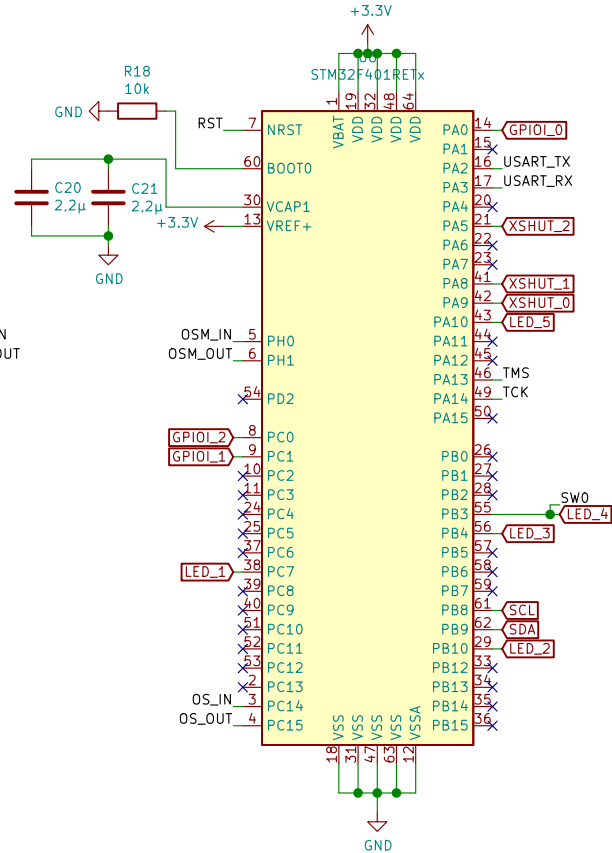 +3.3V
U6
STM32F401RETx
R18
10k
GND
C20
2,2µ
C21
2,2µ
GND
+3.3V
1
19
32
48
64
VBAT
VDD
VDD
VDD
VDD
RST 7 NRST
60 BOOT0
30 VCAP1
13 VREF+
N
OUT
OSM_IN 5 PH0
OSM_OUT 6 PH1
54 PD2
GPIOI_2 8 PC0
GPIOI_1 9 PC1
10 PC2
11 PC3
24 PC4
25 PC5
37 PC6
LED_1 38 PC7
39 PC8
40 PC9
51 PC10
52 PC11
53 PC12
2 PC13
OS_IN 3 PC14
OS_OUT 4 PC15
PA0 14 GPIOI_0
PA1 15
PA2 16 USART_TX
PA3 17 USART_RX
PA4 20
PA5 21 XSHUT_2
PA6 22
PA7 23
PA8 41 XSHUT_1
PA9 42 XSHUT_0
PA10 43 LED_5
PA11 44
PA12 45
PA13 46 TMS
PA14 49 TCK
PA15 50
PB0 26
PB1 27
PB2 28
PB3 55 SWO
LED_4
PB4 56 LED_3
PB5 57
PB6 58
PB7 59
PB8 61 SCL
PB9 62 SDA
PB10 29 LED_2
PB12 33
PB13 34
PB14 35
PB15 36
VSS
VSS
VSS
VSS
VSSA
18
31
47
63
12
GND